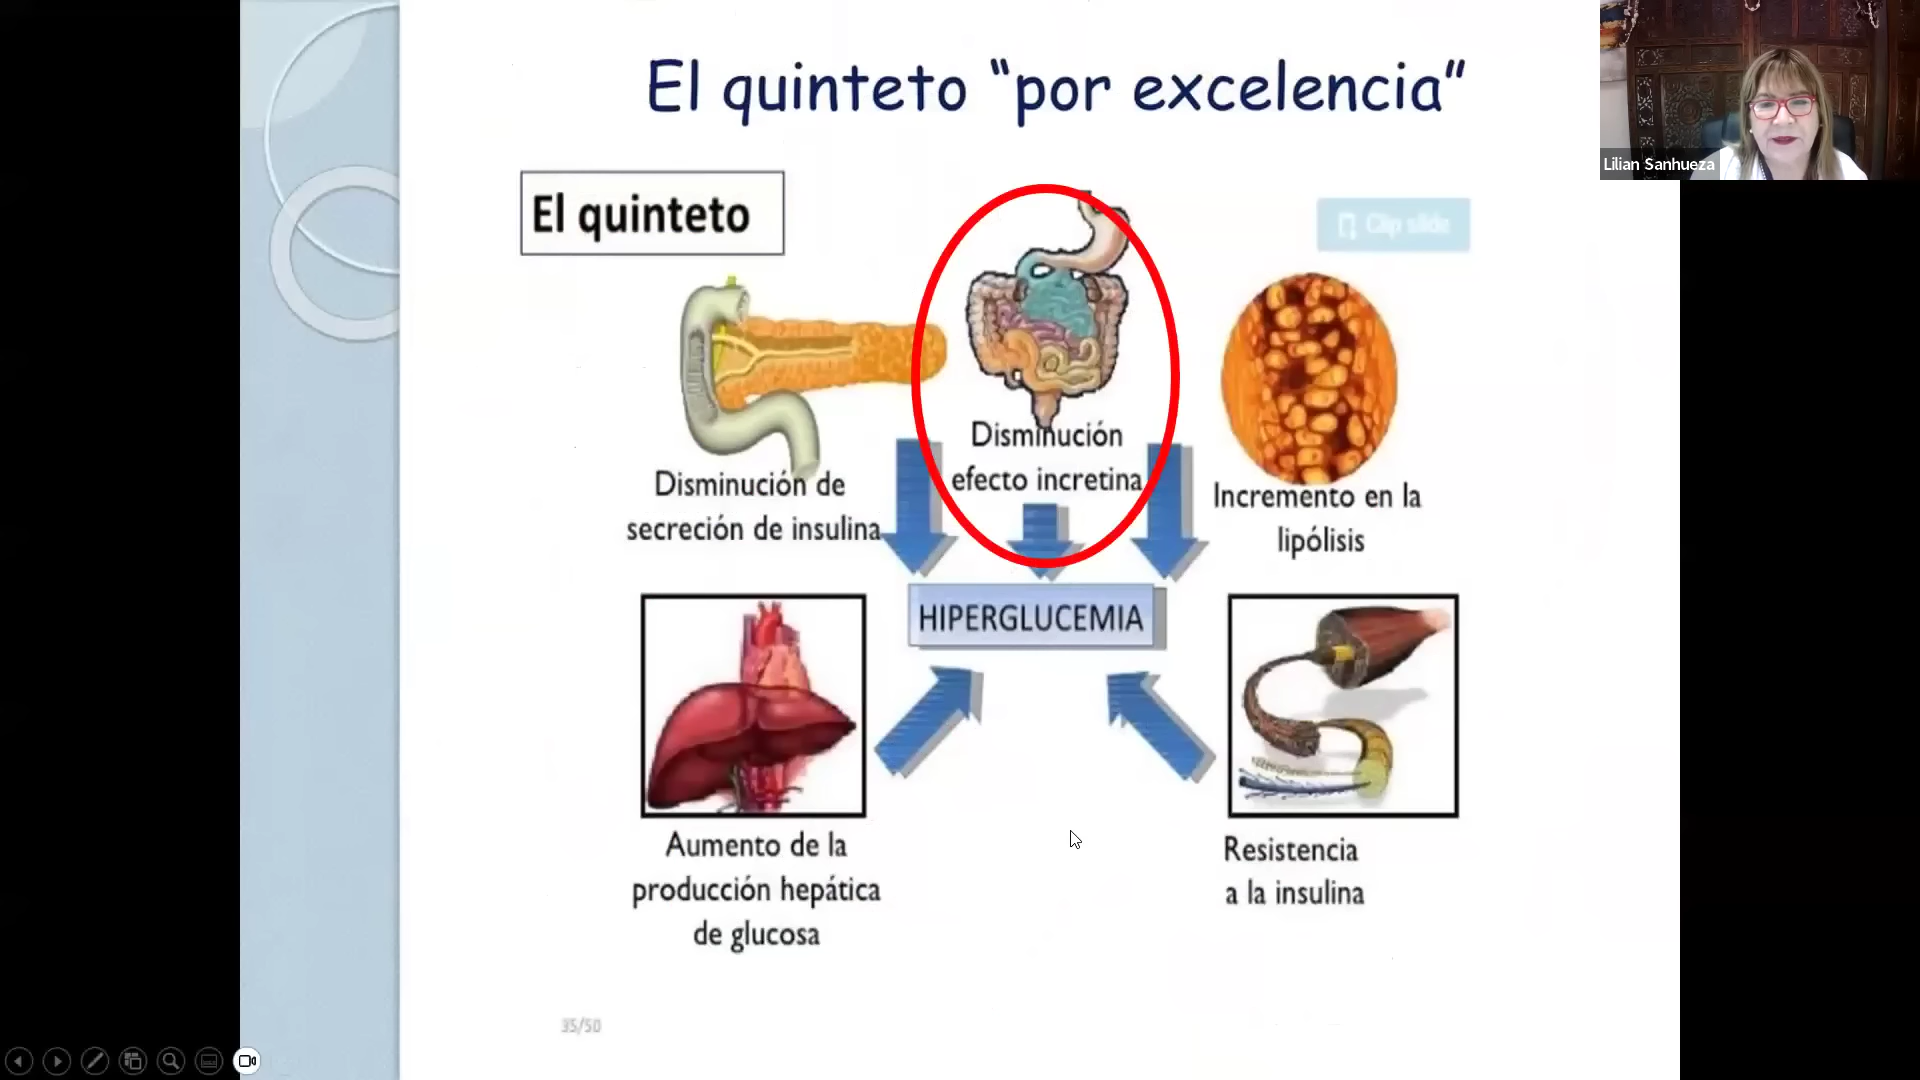 El quinteto “por excelencia”
Lilian Sanhueza
El quinteto
Clip slide
Disminución
efecto incretina
Disminución de
secreción de insulina
Incremento en la
lipólisis
HIPERGLUCEMIA
Aumento de la
producción hepática
de glucosa
Resistencia
a la insulina
35/50